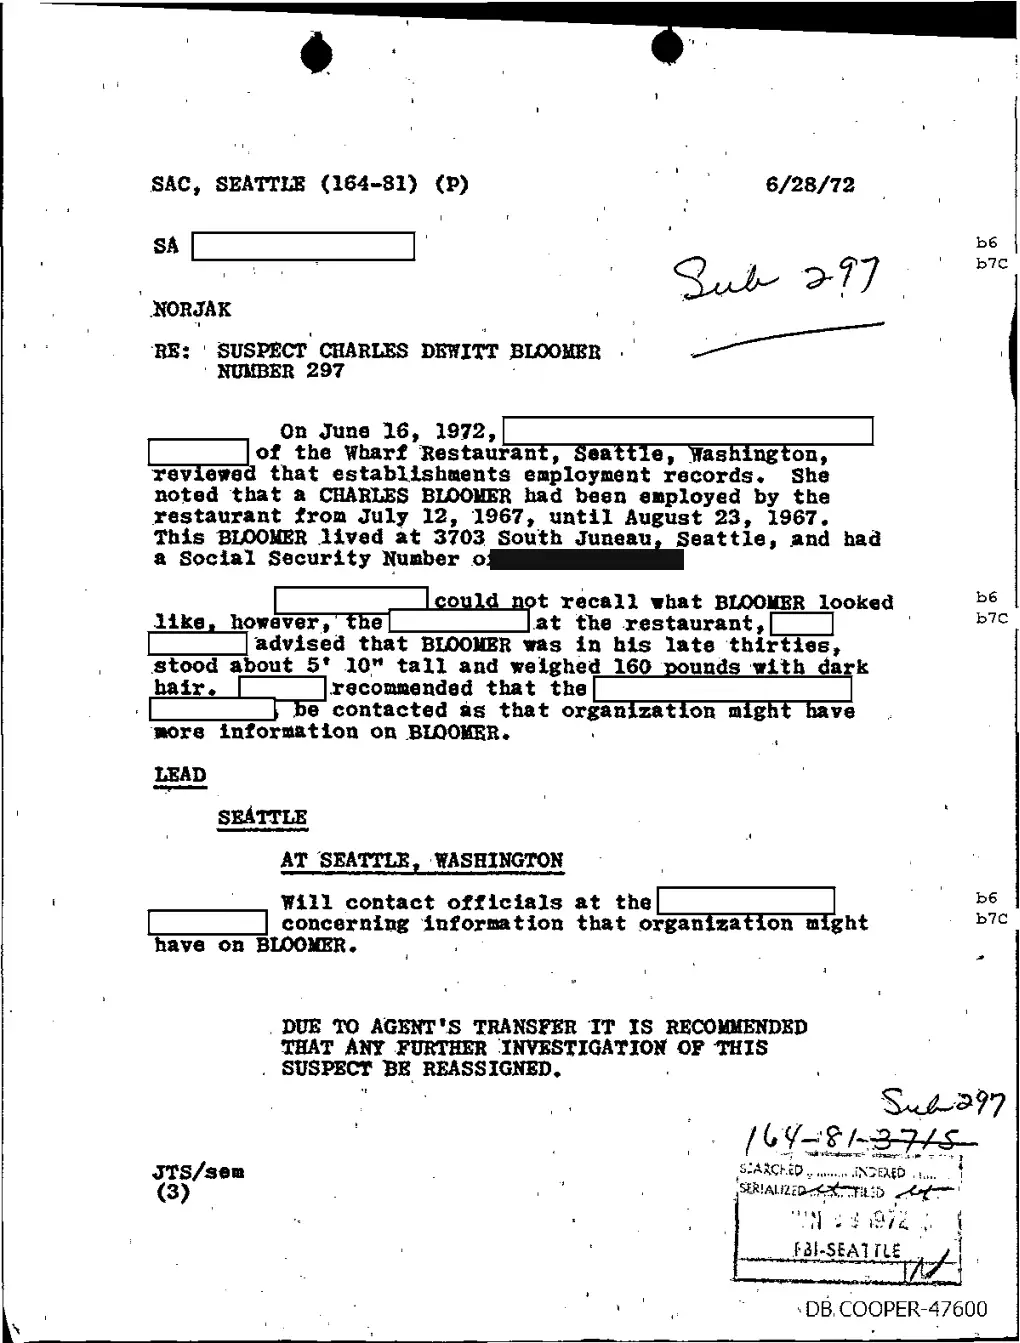 SAC, SEATTLE (164-81) (P) 6/28/72
SA
b6
b7C
Sub 297
NORJAK
RE: SUSPECT CHARLES DEWITT BLOOMER
NUMBER 297
On June 16, 1972,
of the Wharf Restaurant, Seattle, Washington,
reviewed that establishments employment records. She
noted that a CHARLES BLOOMER had been employed by the
restaurant from July 12, 1967, until August 23, 1967.
This BLOOMER lived at 3703 South Juneau, Seattle, and had
a Social Security Number
could not recall what BLOOMER looked
b6
like, however, the at the restaurant,
b7C
advised that BLOOMER was in his late thirties,
stood about 5' 10" tall and weighed 160 pounds with dark
hair. recommended that the
, be contacted as that organization might have
more information on BLOOMER.
LEAD
SEATTLE
AT SEATTLE, WASHINGTON
Will contact officials at the
b6
concerning information that organization might
b7C
have on BLOOMER.
DUE TO AGENT'S TRANSFER IT IS RECOMMENDED
THAT ANY FURTHER INVESTIGATION OF THIS
SUSPECT BE REASSIGNED.
Sub 297
164-81-3715
JTS/sem
(3)
SEARCHED INDEXED
SERIALIZED FILED
1972
FBI-SEATTLE
DB COOPER-47600